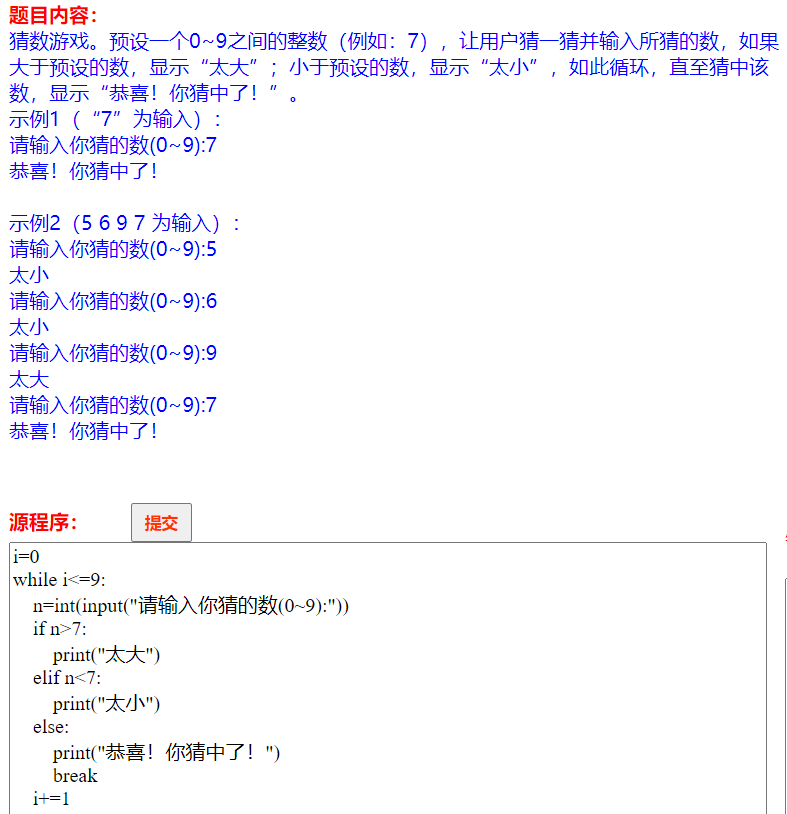 题目内容：
猜数游戏。预设一个0~9之间的整数（例如：7），让用户猜一猜并输入所猜的数，如果
大于预设的数，显示“太大”；小于预设的数，显示“太小”，如此循环，直至猜中该
数，显示“恭喜！你猜中了！”。
示例1（“7”为输入）：
请输入你猜的数(0~9):7
恭喜！你猜中了！
示例2（5 6 9 7 为输入）：
请输入你猜的数(0~9):5
太小
请输入你猜的数(0~9):6
太小
请输入你猜的数(0~9):9
太大
请输入你猜的数(0~9):7
恭喜！你猜中了！
源程序： 提交
i=0
while i<=9:
    n=int(input("请输入你猜的数(0~9):"))
    if n>7:
        print("太大")
    elif n<7:
        print("太小")
    else:
        print("恭喜！你猜中了！")
        break
    i+=1